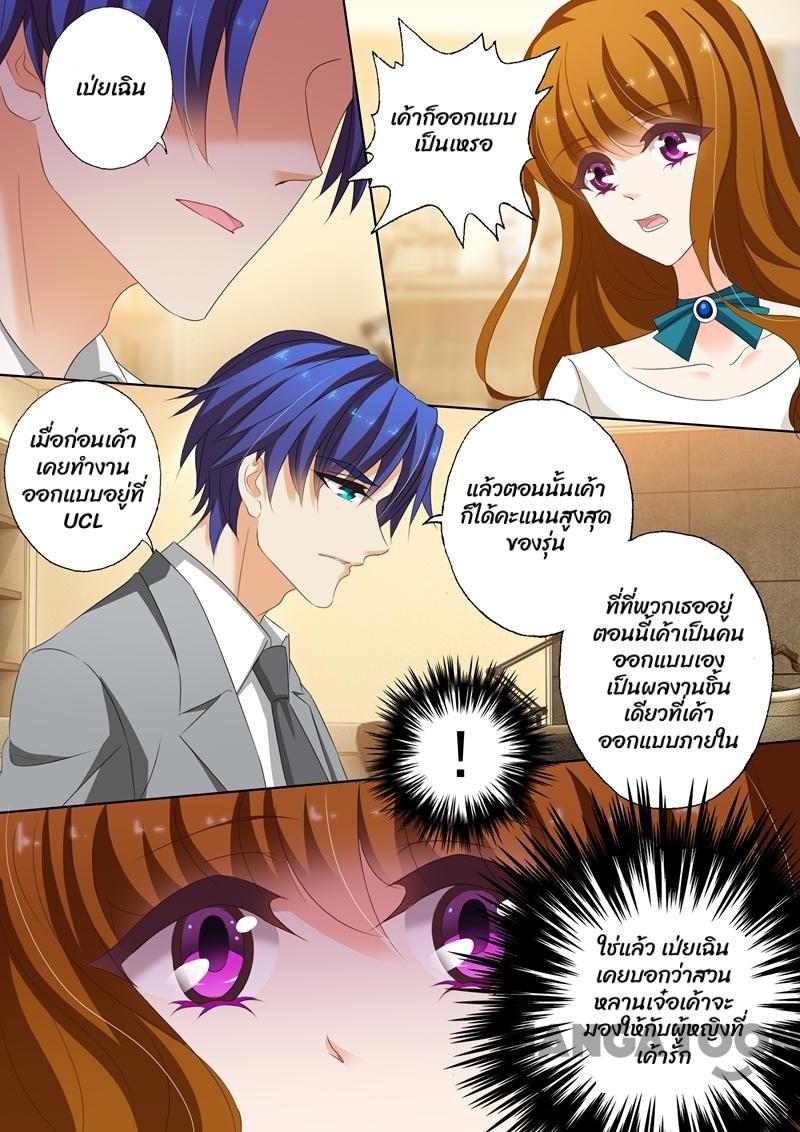 เป่ยเฉิน
เค้าก็ออกแบบ
เป็นเหรอ
เมื่อก่อนเค้า
เคยทำงาน
ออกแบบอยู่ที่
UCL
แล้วตอนนั้นเค้า
ก็ได้คะแนนสูงสุด
ของรุ่น
ที่ที่พวกเธออยู่
ตอนนี้เค้าเป็นคน
ออกแบบเอง
เป็นผลงานชิ้น
เดียวที่เค้า
ออกแบบภายใน
!
ใช่แล้ว เป่ยเฉิน
เคยบอกว่าสวน
หลานเจ๋อเค้าจะ
มองให้กับผู้หญิงที่
เค้ารัก